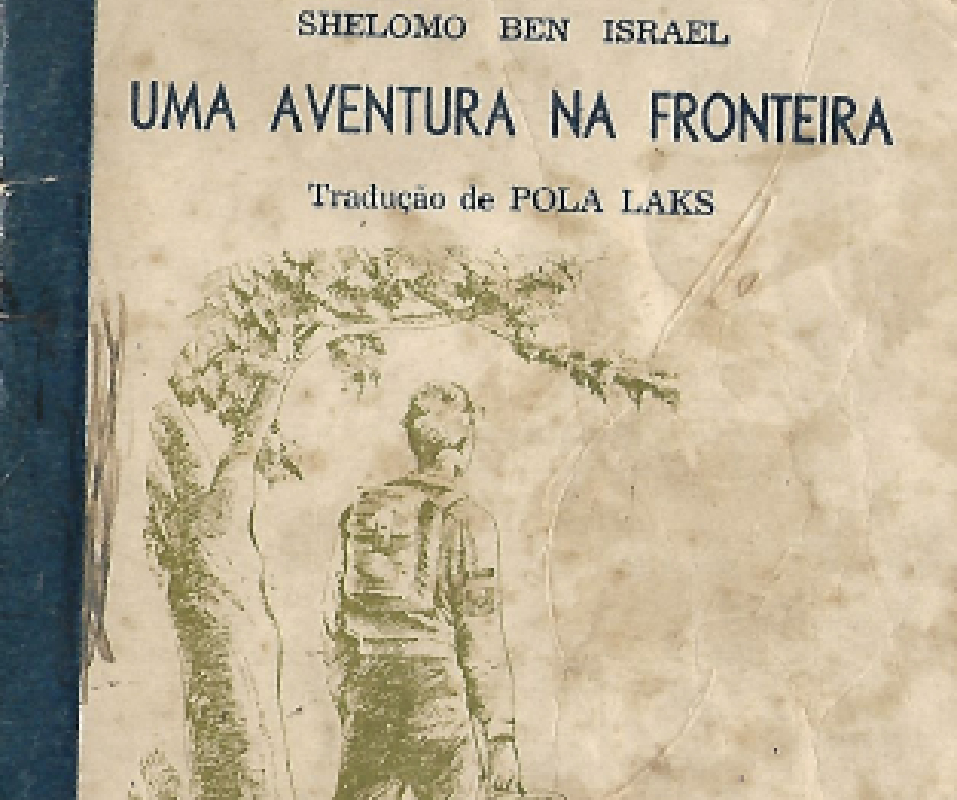 SHELOMO BEN ISRAEL
UMA AVENTURA NA FRONTEIRA
Tradução de POLA LAKS